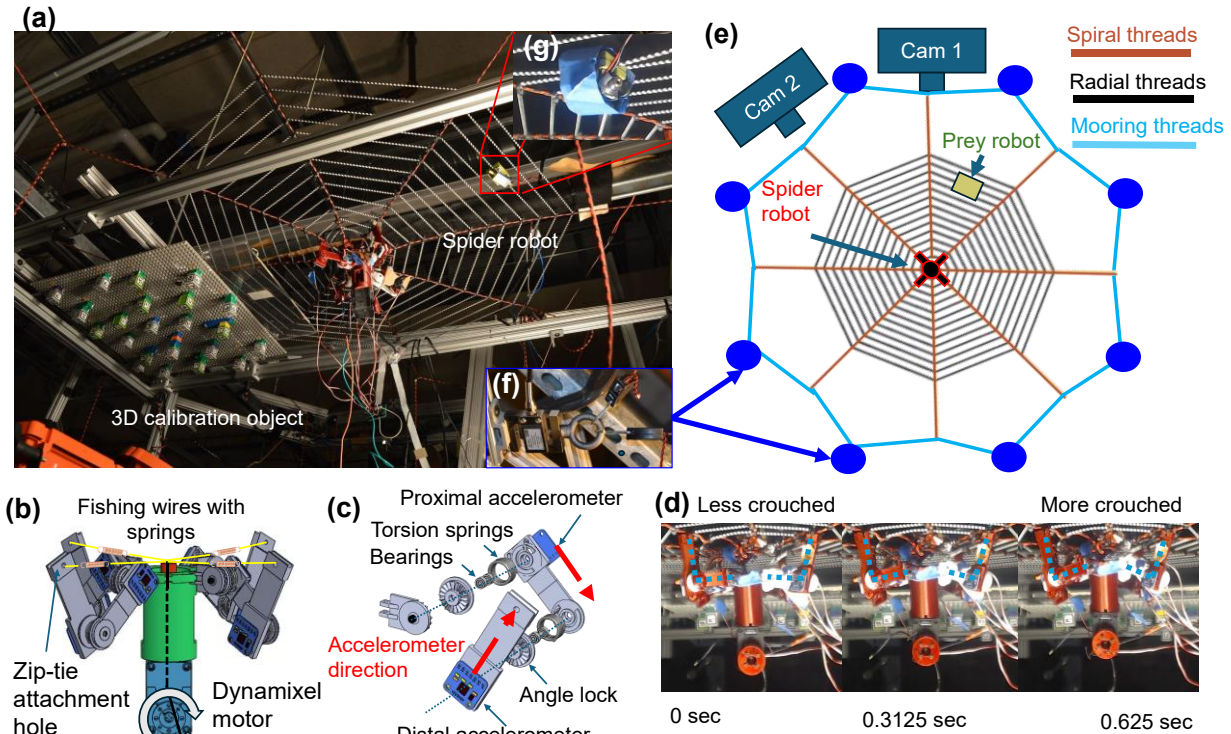 (a)
(g)
Spider robot
3D calibration object
(f)
(e)
Cam 1
Cam 2
Spiral threads
Radial threads
Mooring threads
Prey robot
Spider
robot
(b)
Fishing wires with
springs
Zip-tie
attachment
hole
Dynamixel
motor
(c)
Proximal accelerometer
Torsion springs
Bearings
Accelerometer
direction
Angle lock
Distal accelerometer
(d)
Less crouched
More crouched
0 sec
0.3125 sec
0.625 sec